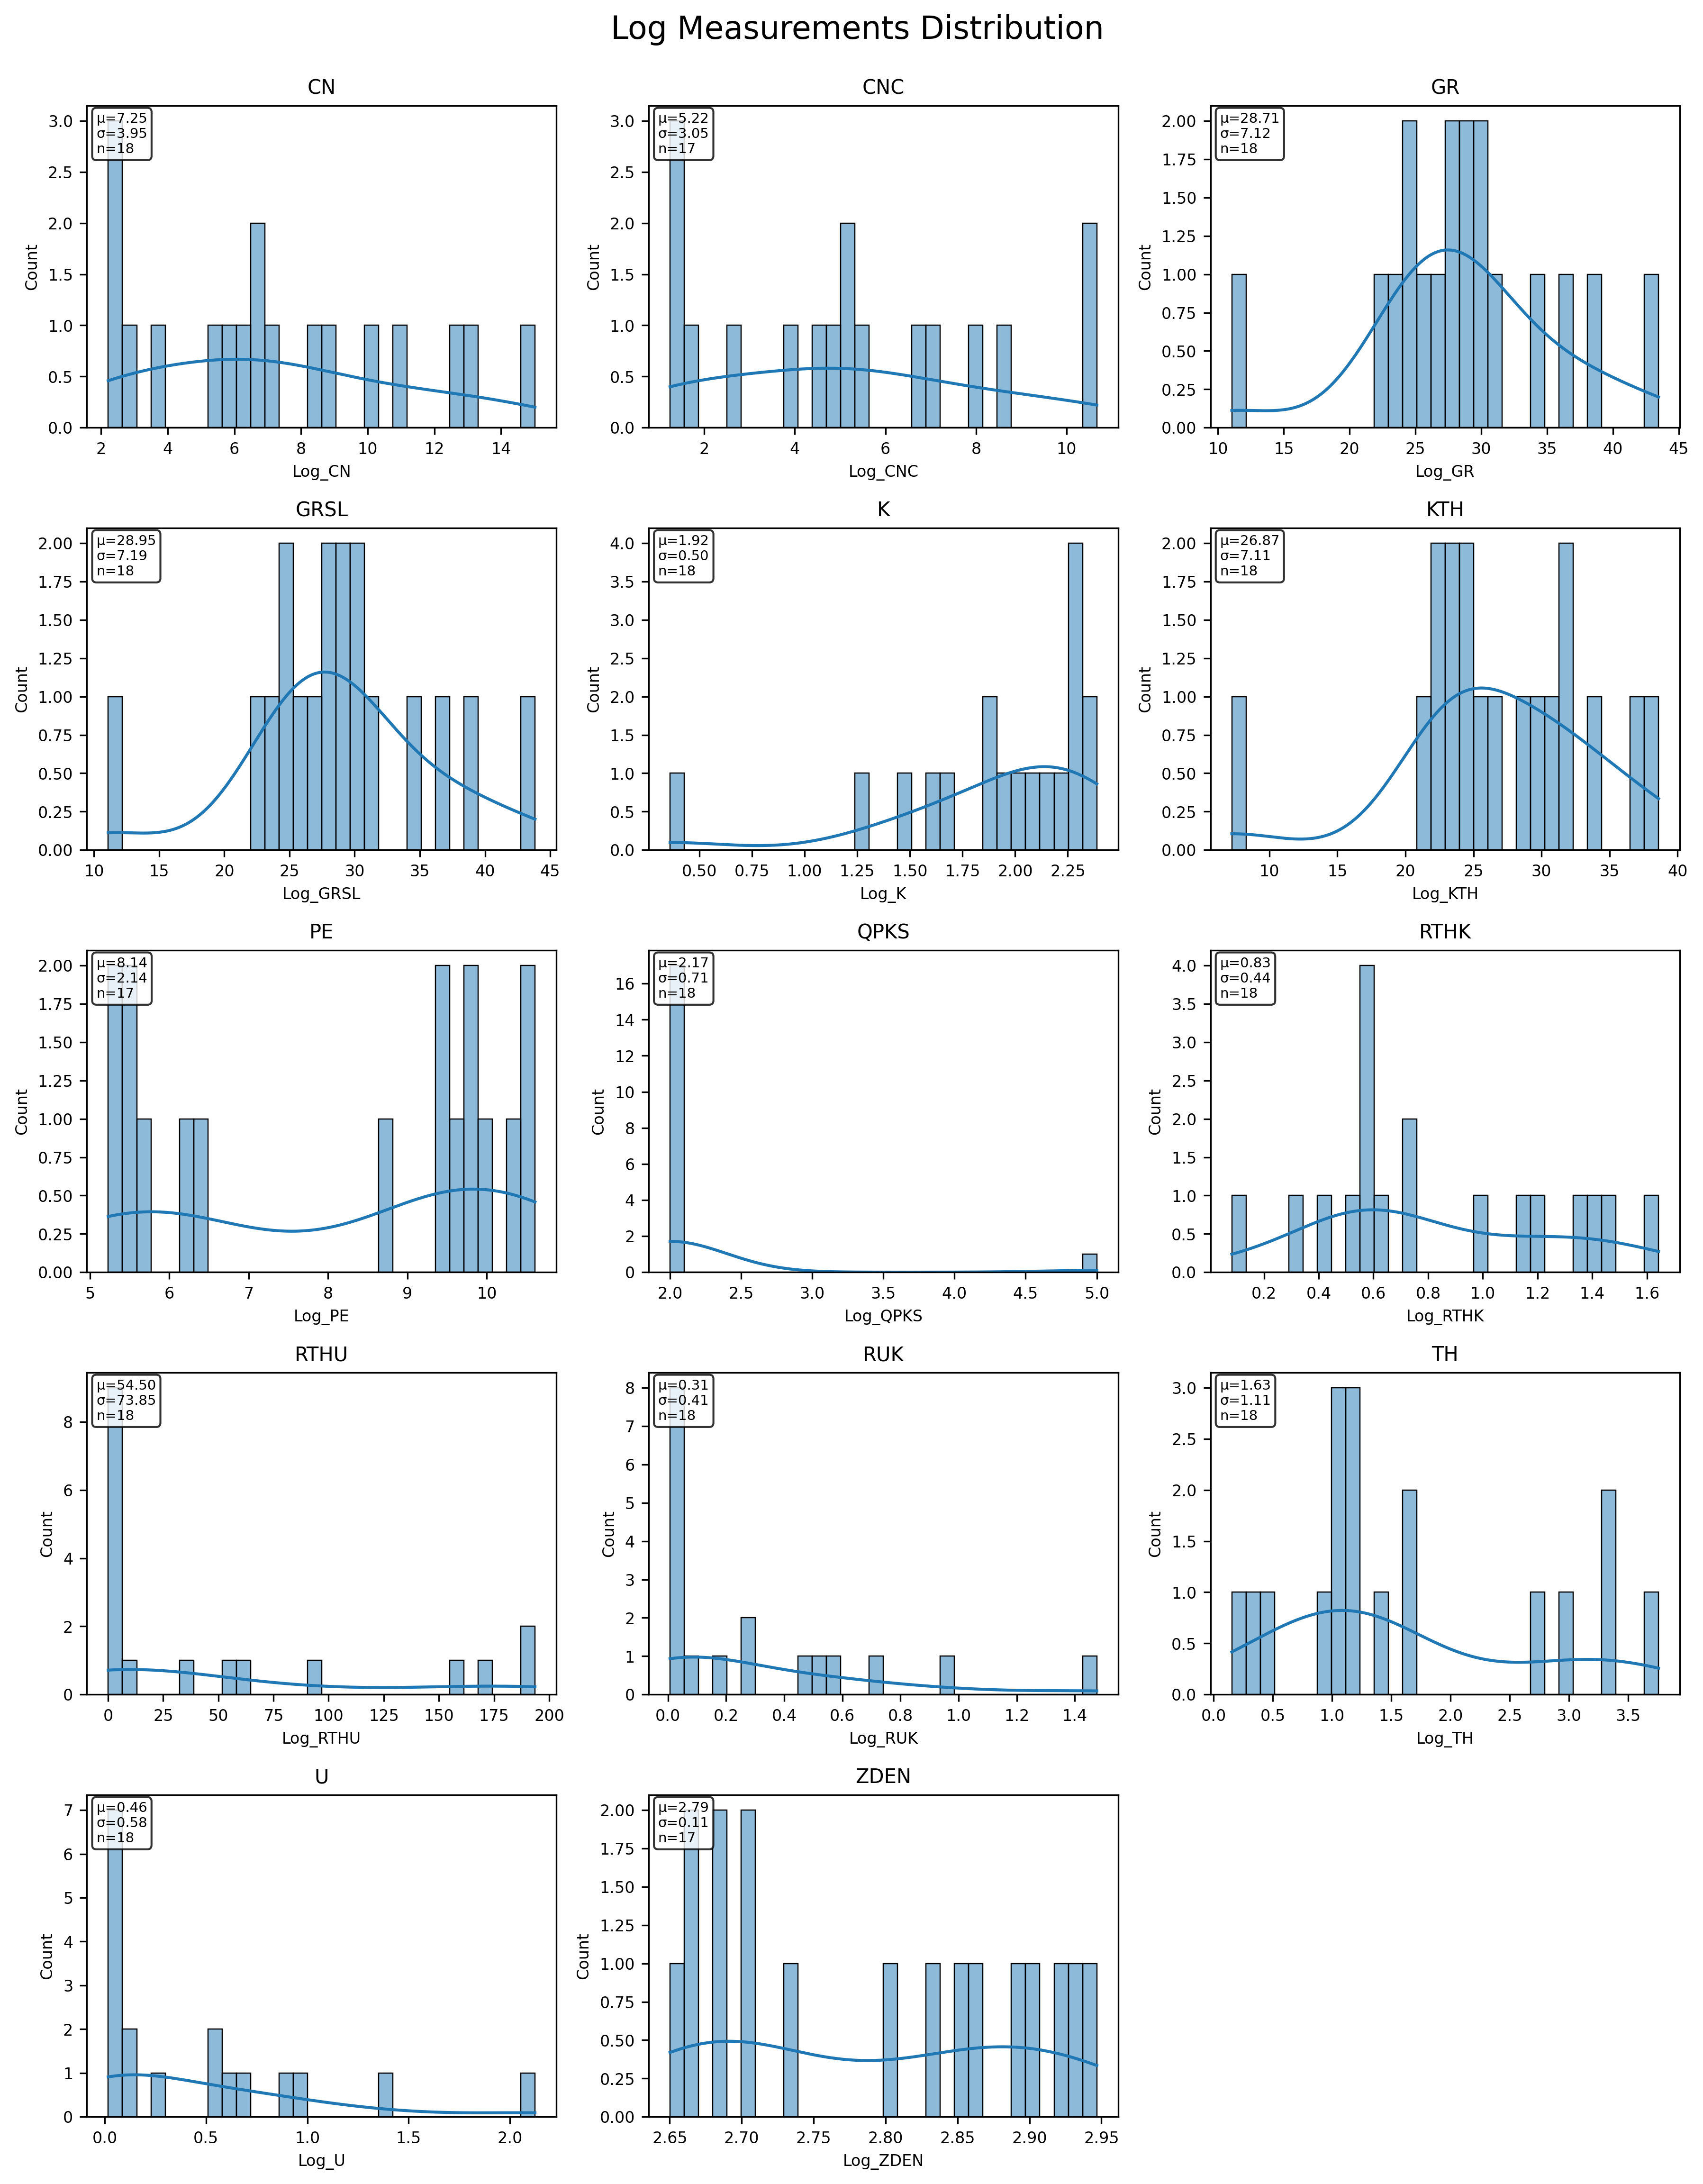 Log Measurements Distribution
CN
μ=7.25
σ=3.95
n=18
3.0
2.5
2.0
1.5
1.0
0.5
0.0
Count
2 4 6 8 10 12 14
Log_CN
CNC
μ=5.22
σ=3.05
n=17
3.0
2.5
2.0
1.5
1.0
0.5
0.0
Count
2 4 6 8 10
Log_CNC
GR
μ=28.71
σ=7.12
n=18
2.00
1.75
1.50
1.25
1.00
0.75
0.50
0.25
0.00
Count
10 15 20 25 30 35 40 45
Log_GR
GRSL
μ=28.95
σ=7.19
n=18
2.00
1.75
1.50
1.25
1.00
0.75
0.50
0.25
0.00
Count
10 15 20 25 30 35 40 45
Log_GRSL
K
μ=1.92
σ=0.50
n=18
4.0
3.5
3.0
2.5
2.0
1.5
1.0
0.5
0.0
Count
0.50 0.75 1.00 1.25 1.50 1.75 2.00 2.25
Log_K
KTH
μ=26.87
σ=7.11
n=18
2.00
1.75
1.50
1.25
1.00
0.75
0.50
0.25
0.00
Count
10 15 20 25 30 35 40
Log_KTH
PE
μ=8.14
σ=2.14
n=17
2.00
1.75
1.50
1.25
1.00
0.75
0.50
0.25
0.00
Count
5 6 7 8 9 10
Log_PE
QPKS
μ=2.17
σ=0.71
n=18
16
14
12
10
8
6
4
2
0
Count
2.0 2.5 3.0 3.5 4.0 4.5 5.0
Log_QPKS
RTHK
μ=0.83
σ=0.44
n=18
4.0
3.5
3.0
2.5
2.0
1.5
1.0
0.5
0.0
Count
0.2 0.4 0.6 0.8 1.0 1.2 1.4 1.6
Log_RTHK
RTHU
μ=54.50
σ=73.85
n=18
8
6
4
2
0
Count
0 25 50 75 100 125 150 175 200
Log_RTHU
RUK
μ=0.31
σ=0.41
n=18
8
7
6
5
4
3
2
1
0
Count
0.0 0.2 0.4 0.6 0.8 1.0 1.2 1.4
Log_RUK
TH
μ=1.63
σ=1.11
n=18
3.0
2.5
2.0
1.5
1.0
0.5
0.0
Count
0.0 0.5 1.0 1.5 2.0 2.5 3.0 3.5
Log_TH
U
μ=0.46
σ=0.58
n=18
7
6
5
4
3
2
1
0
Count
0.0 0.5 1.0 1.5 2.0
Log_U
ZDEN
μ=2.79
σ=0.11
n=17
2.00
1.75
1.50
1.25
1.00
0.75
0.50
0.25
0.00
Count
2.65 2.70 2.75 2.80 2.85 2.90 2.95
Log_ZDEN